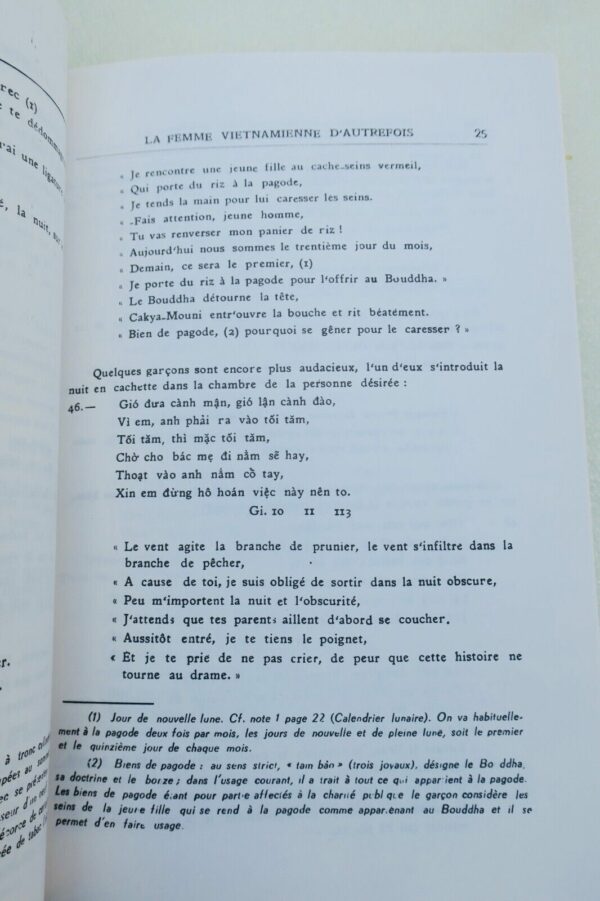 rec (1)
te dédomma
rai une ligatur
é, la nuit, sur
LA FEMME VIETNAMIENNE D'AUTREFOIS 25
« Je rencontre une jeune fille au cache-seins vermeil,
« Qui porte du riz à la pagode,
« Je tends la main pour lui caresser les seins.
« -Fais attention, jeune homme,
« Tu vas renverser mon panier de riz !
« Aujourd'hui nous sommes le trentième jour du mois,
« Demain, ce sera le premier, (1)
« Je porte du riz à la pagode pour l'offrir au Bouddha. »
« Le Bouddha détourne la tête,
« Cakya-Mouni entr'ouvre la bouche et rit béatement.
« Bien de pagode, (2) pourquoi se gêner pour le caresser ? »
Quelques garçons sont encore plus audacieux, l'un d'eux s'introduit la
nuit en cachette dans la chambre de la personne désirée :
46.— Gió đưa cành mận, gió lận cành đào,
Vì em, anh phải ra vào tối tăm,
Tối tăm, thì mặc tối tăm,
Chờ cho bác mẹ đi nằm sẽ hay,
Thoạt vào anh nắm cồ tay,
Xin em đừng hô hoán việc này nên to.
Gi. 10 11 113
« Le vent agite la branche de prunier, le vent s'infiltre dans la
branche de pêcher,
« A cause de toi, je suis obligé de sortir dans la nuit obscure,
« Peu m'importent la nuit et l'obscurité,
« J'attends que tes parents aillent d'abord se coucher.
« Aussitôt entré, je te tiens le poignet,
« Et je te prie de ne pas crier, de peur que cette histoire ne
tourne au drame. »
(1) Jour de nouvelle lune. Cf. note 1 page 22 (Calendrier lunaire). On va habituelle-
ment à la pagode deux fois par mois, les jours de nouvelle et de pleine lune, soit le premier
et le quinzième jour de chaque mois.
(2) Biens de pagode : au sens strict, « tam bảo » (trois joyaux), désigne le Bo ddha,
sa doctrine et le bonze ; dans l'usage courant, il a trait à tout ce qui appartient à la pagode.
Les biens de pagode étant pour partie affectés à la charité publique le garçon considère les
seins de la jeune fille qui se rend à la pagode comme appartenant au Bouddha et il se
permet d'en faire usage.